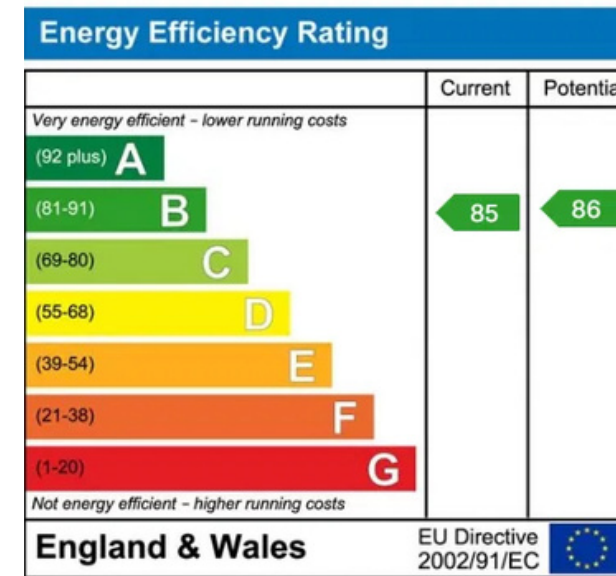 Energy Efficiency Rating
Current Potentia
Very energy efficient – lower running costs
(92 plus) A
(81-91) B 85 86
(69-80) C
(55-68) D
(39-54) E
(21-38) F
(1-20) G
Not energy efficient – higher running costs
England & Wales
EU Directive
2002/91/EC